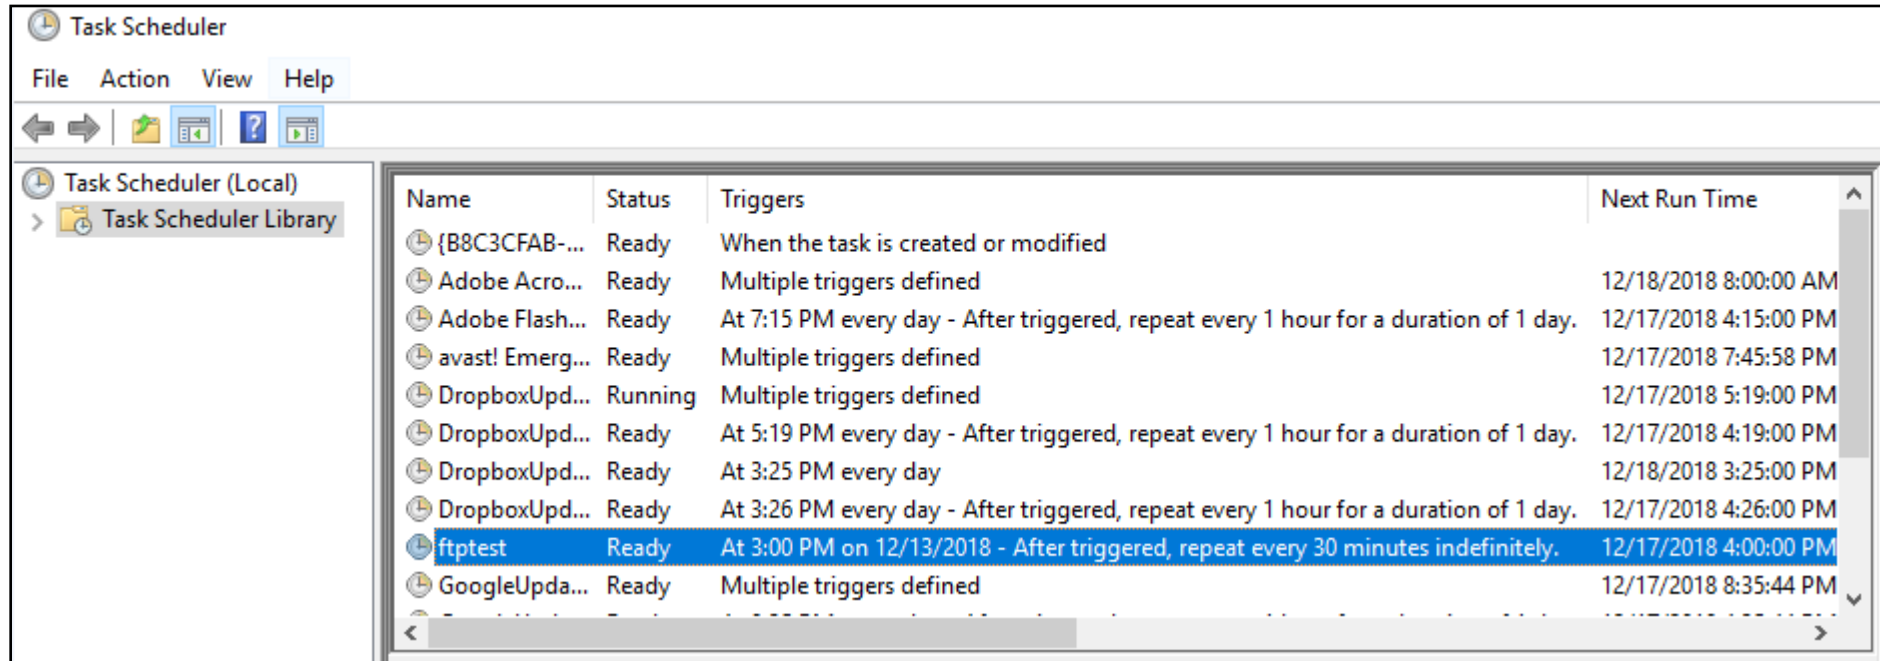 Task Scheduler
File Action View Help
Task Scheduler (Local)
Task Scheduler Library
Name Status Triggers Next Run Time
{B8C3CFAB-... Ready When the task is created or modified
Adobe Acro... Ready Multiple triggers defined 12/18/2018 8:00:00 AM
Adobe Flash... Ready At 7:15 PM every day - After triggered, repeat every 1 hour for a duration of 1 day. 12/17/2018 4:15:00 PM
avast! Emerg... Ready Multiple triggers defined 12/17/2018 7:45:58 PM
DropboxUpd... Running Multiple triggers defined 12/17/2018 5:19:00 PM
DropboxUpd... Ready At 5:19 PM every day - After triggered, repeat every 1 hour for a duration of 1 day. 12/17/2018 4:19:00 PM
DropboxUpd... Ready At 3:25 PM every day 12/18/2018 3:25:00 PM
DropboxUpd... Ready At 3:26 PM every day - After triggered, repeat every 1 hour for a duration of 1 day. 12/17/2018 4:26:00 PM
ftptest Ready At 3:00 PM on 12/13/2018 - After triggered, repeat every 30 minutes indefinitely. 12/17/2018 4:00:00 PM
GoogleUpda... Ready Multiple triggers defined 12/17/2018 8:35:44 PM